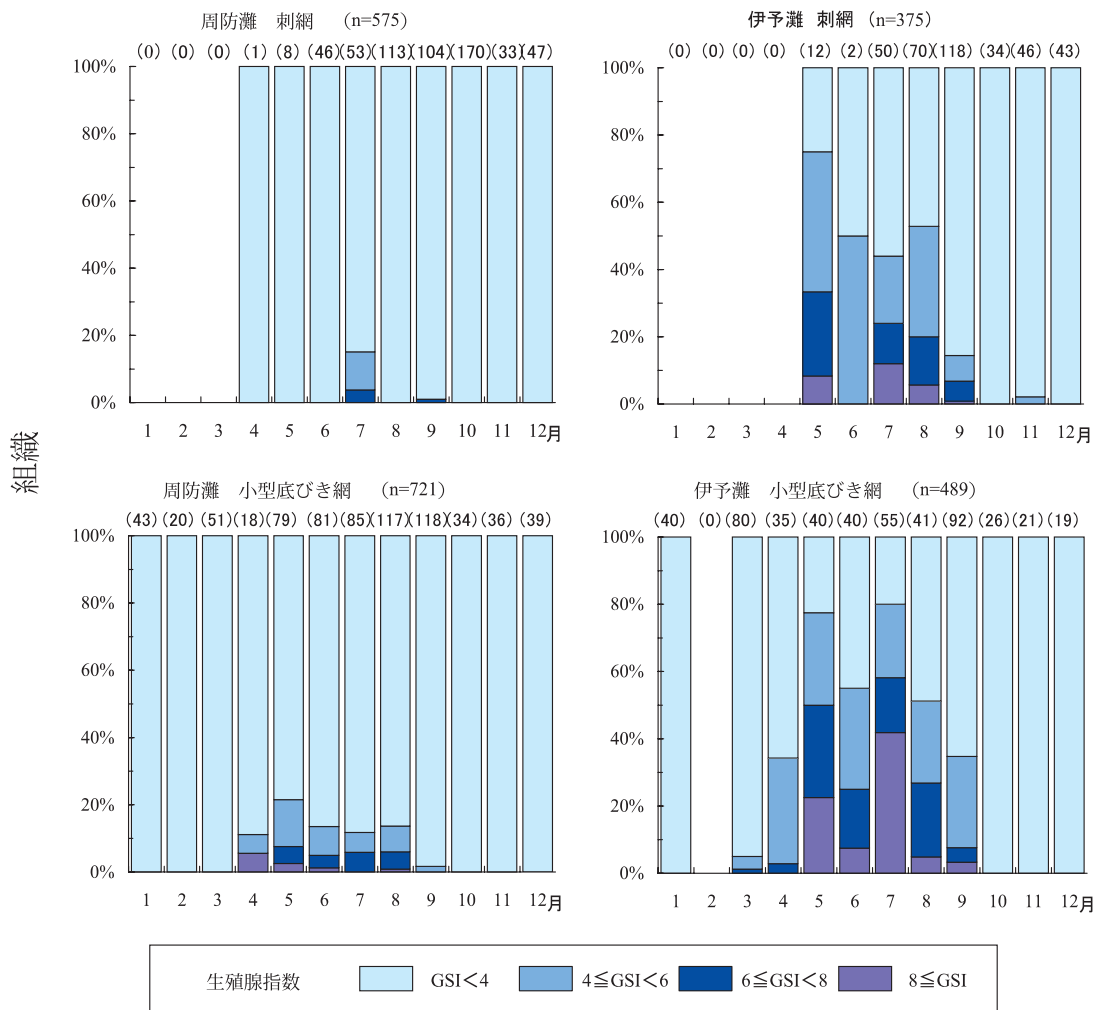 周防灘 刺網 (n=575)
(0) (0) (0) (1) (8) (46) (53) (113) (104) (170) (33) (47)
100%
80%
60%
40%
20%
0%
1 2 3 4 5 6 7 8 9 10 11 12月
伊予灘 刺網 (n=375)
(0) (0) (0) (0) (12) (2) (50) (70) (118) (34) (46) (43)
100%
80%
60%
40%
20%
0%
1 2 3 4 5 6 7 8 9 10 11 12月
組織
周防灘 小型底びき網 (n=721)
(43) (20) (51) (18) (79) (81) (85) (117) (118) (34) (36) (39)
100%
80%
60%
40%
20%
0%
1 2 3 4 5 6 7 8 9 10 11 12月
伊予灘 小型底びき網 (n=489)
(40) (0) (80) (35) (40) (40) (55) (41) (92) (26) (21) (19)
100%
80%
60%
40%
20%
0%
1 2 3 4 5 6 7 8 9 10 11 12月
生殖腺指数 GSI<4 4≦GSI<6 6≦GSI<8 8≦GSI